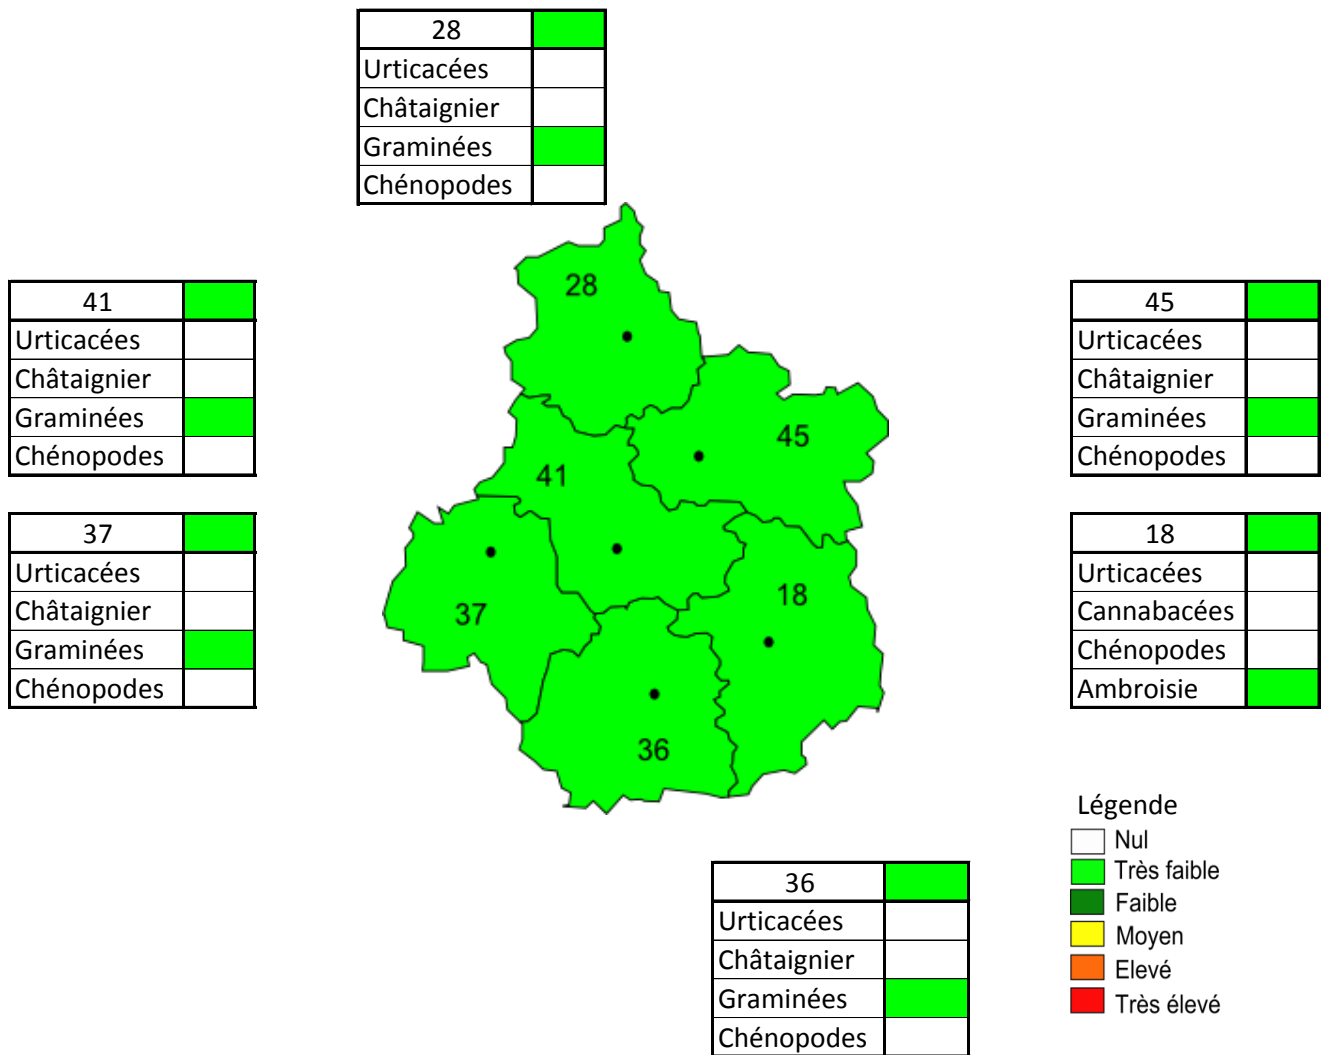 28
Urticacées
Châtaignier
Graminées
Chénopodes
41
Urticacées
Châtaignier
Graminées
Chénopodes
37
Urticacées
Châtaignier
Graminées
Chénopodes
28
45
41
18
37
36
45
Urticacées
Châtaignier
Graminées
Chénopodes
18
Urticacées
Cannabacées
Chénopodes
Ambroisie
36
Urticacées
Châtaignier
Graminées
Chénopodes
Légende
Nul
Très faible
Faible
Moyen
Elevé
Très élevé